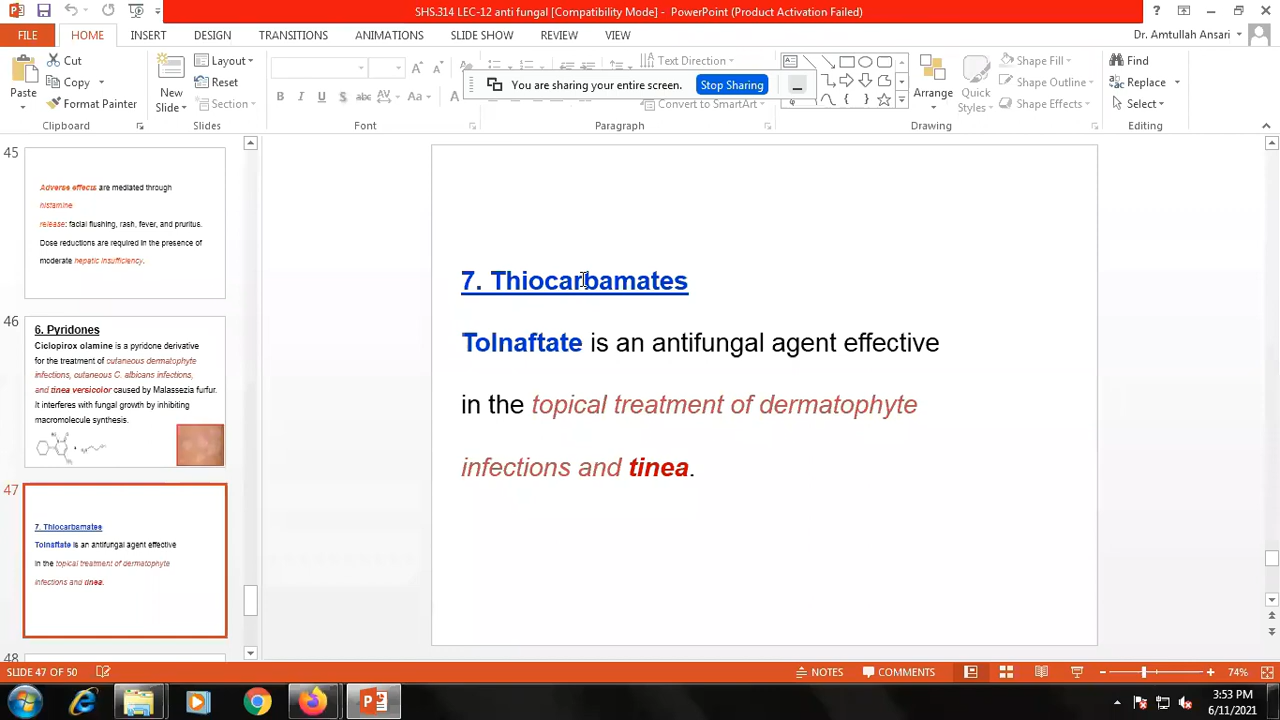 SHS.314 LEC-12 anti fungal [Compatibility Mode] - PowerPoint (Product Activation Failed)
FILE HOME INSERT DESIGN TRANSITIONS ANIMATIONS SLIDE SHOW REVIEW VIEW Dr. Amtullah Ansari
Paste
Cut
Copy
Format Painter
Clipboard
New Slide
Layout
Reset
Section
Slides
B I U S abc AV Aa A
Font
Text Direction
Convert to SmartArt
Paragraph
You are sharing your entire screen. Stop Sharing
Arrange
Quick Styles
Shape Fill
Shape Outline
Shape Effects
Drawing
Find
Replace
Select
Editing
45
Adverse effecus are mediated through
nistamine
release: facial flushing, rash, fever, and pruritus.
Dose reductions are required in the presence of
moderate hepatic insufficiency.
46
6. Pyridones
Ciclopirox olamine is a pyridone derivative
for the treatment of cutaneous dermatophyte
infections, cutaneous C. albicans infections,
and tinea versicolor caused by Malassezia furfur.
It interferes with fungal growth by inhibiting
macromolecule synthesis.
47
7. Thiocarbamates
Tolnaftate is an antifungal agent effective
in the topical treatment of dermatophyte
infections and tinea.
48
7. Thiocarbamates
Tolnaftate is an antifungal agent effective
in the topical treatment of dermatophyte
infections and tinea.
SLIDE 47 OF 50 NOTES COMMENTS 74%
3:53 PM
6/11/2021